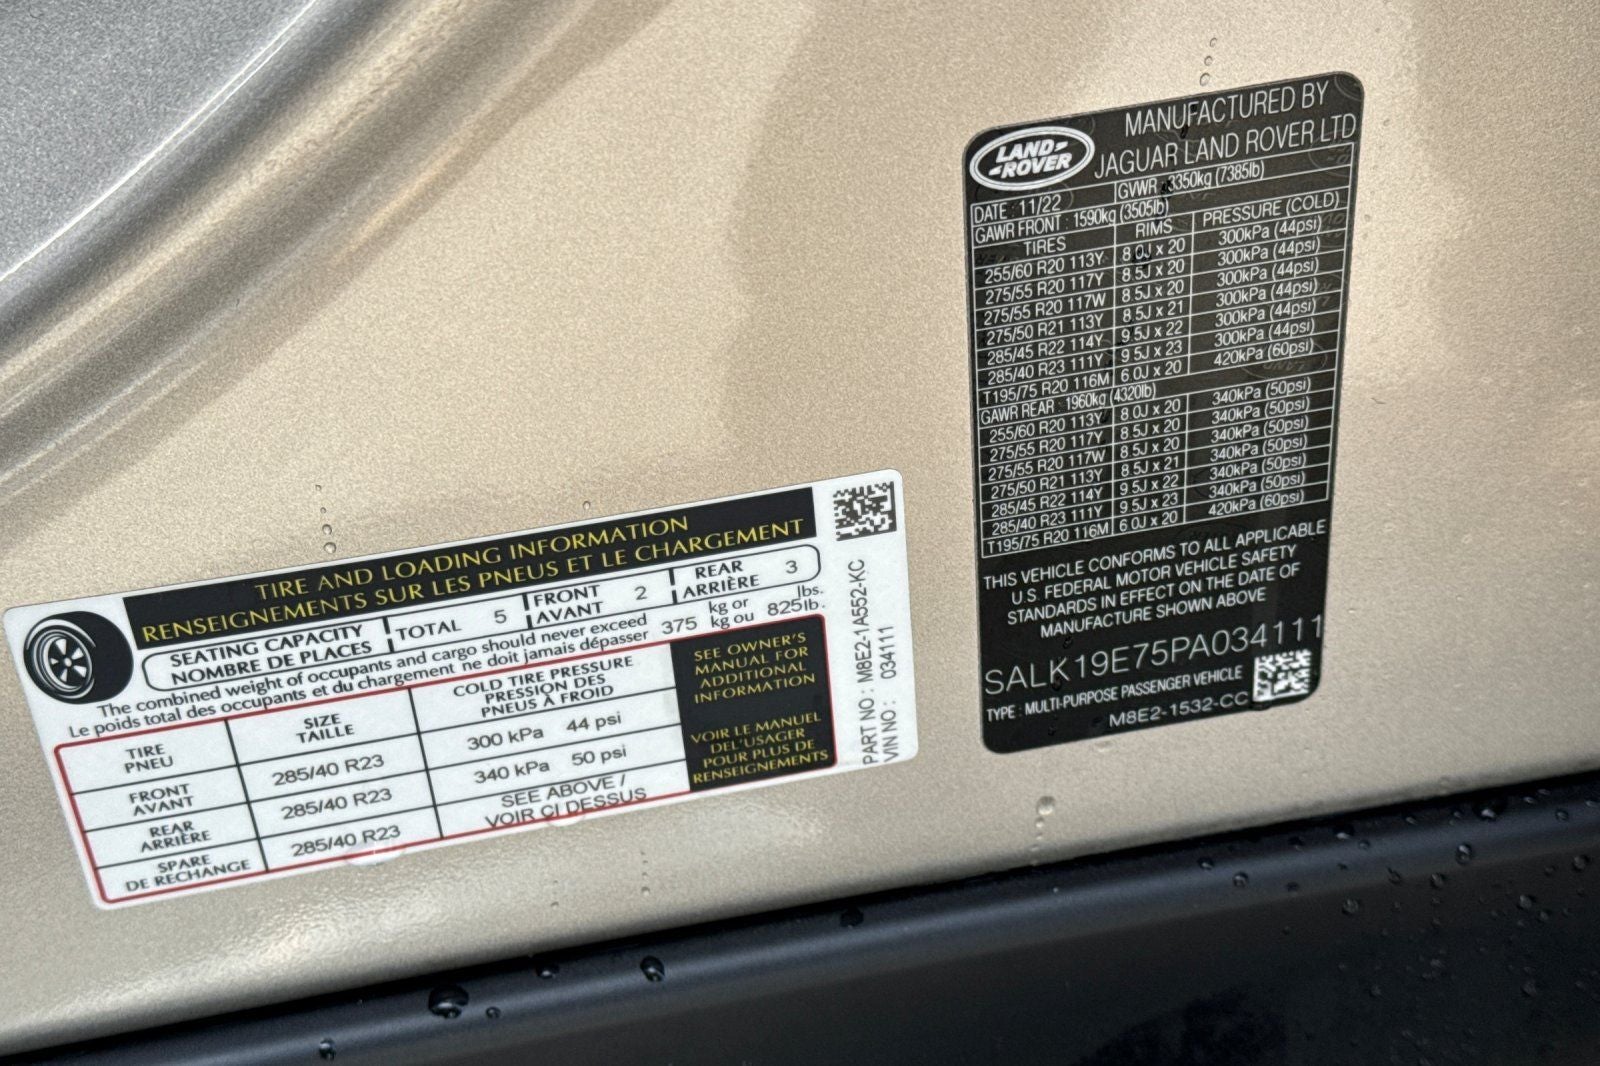 TIRE AND LOADING INFORMATION
RENSEIGNEMENTS SUR LES PNEUS ET LE CHARGEMENT
SEATING CAPACITY
NOMBRE DE PLACES
TOTAL 5
FRONT
AVANT 2
REAR
ARRIÈRE 3
The combined weight of occupants and cargo should never exceed 375 kg or 825lb lbs.
Le poids total des occupants et du chargement ne doit jamais dépasser kg ou
TIRE
PNEU
SIZE
TAILLE
COLD TIRE PRESSURE
PRESSION DES
PNEUS À FROID
FRONT
AVANT
285/40 R23
300 kPa 44 psi
REAR
ARRIÈRE
285/40 R23
340 kPa 50 psi
SPARE
DE RECHANGE
285/40 R23
SEE ABOVE /
VOIR CI DESSUS
SEE OWNER'S
MANUAL FOR
ADDITIONAL
INFORMATION
VOIR LE MANUEL
DEL'USAGER
POUR PLUS DE
RENSEIGNEMENTS
PART NO : M8E2-1A552-KC
VIN NO : 034111
LAND-
-ROVER
MANUFACTURED BY
JAGUAR LAND ROVER LTD
DATE : 11/22 GVWR : 3350kg (7385lb)
GAWR FRONT : 1590kg (3505lb)
TIRES RIMS PRESSURE (COLD)
255/60 R20 113Y 8.0J x 20 300kPa (44psi)
275/55 R20 117Y 8.5J x 20 300kPa (44psi)
275/55 R20 117W 8.5J x 20 300kPa (44psi)
275/50 R21 113Y 8.5J x 21 300kPa (44psi)
285/45 R22 114Y 9.5J x 22 300kPa (44psi)
285/40 R23 111Y 9.5J x 23 300kPa (44psi)
T195/75 R20 116M 6.0J x 20 420kPa (60psi)
GAWR REAR : 1960kg (4320lb)
255/60 R20 113Y 8.0J x 20 340kPa (50psi)
275/55 R20 117Y 8.5J x 20 340kPa (50psi)
275/55 R20 117W 8.5J x 20 340kPa (50psi)
275/50 R21 113Y 8.5J x 21 340kPa (50psi)
285/45 R22 114Y 9.5J x 22 340kPa (50psi)
285/40 R23 111Y 9.5J x 23 340kPa (50psi)
T195/75 R20 116M 6.0J x 20 420kPa (60psi)
THIS VEHICLE CONFORMS TO ALL APPLICABLE
U.S. FEDERAL MOTOR VEHICLE SAFETY
STANDARDS IN EFFECT ON THE DATE OF
MANUFACTURE SHOWN ABOVE
SALK19E75PA034111
TYPE : MULTI-PURPOSE PASSENGER VEHICLE
M8E2-1532-CC